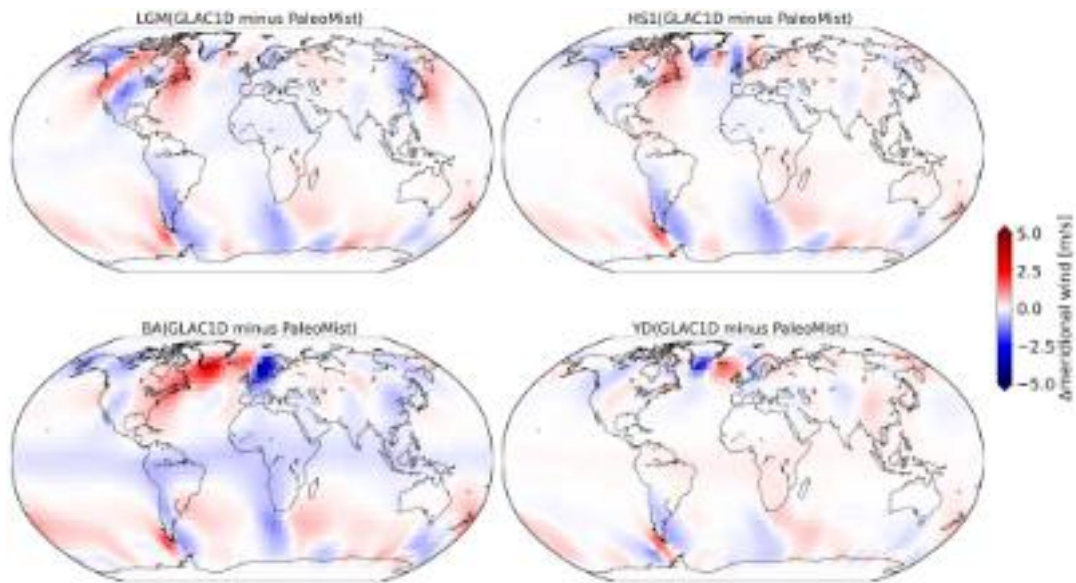 LGM(GLAC1D minus PaleoMist)
HS1(GLAC1D minus PaleoMist)
BA(GLAC1D minus PaleoMist)
YD(GLAC1D minus PaleoMist)
5.0
2.5
0.0
−2.5
−5.0
wind [m/s]